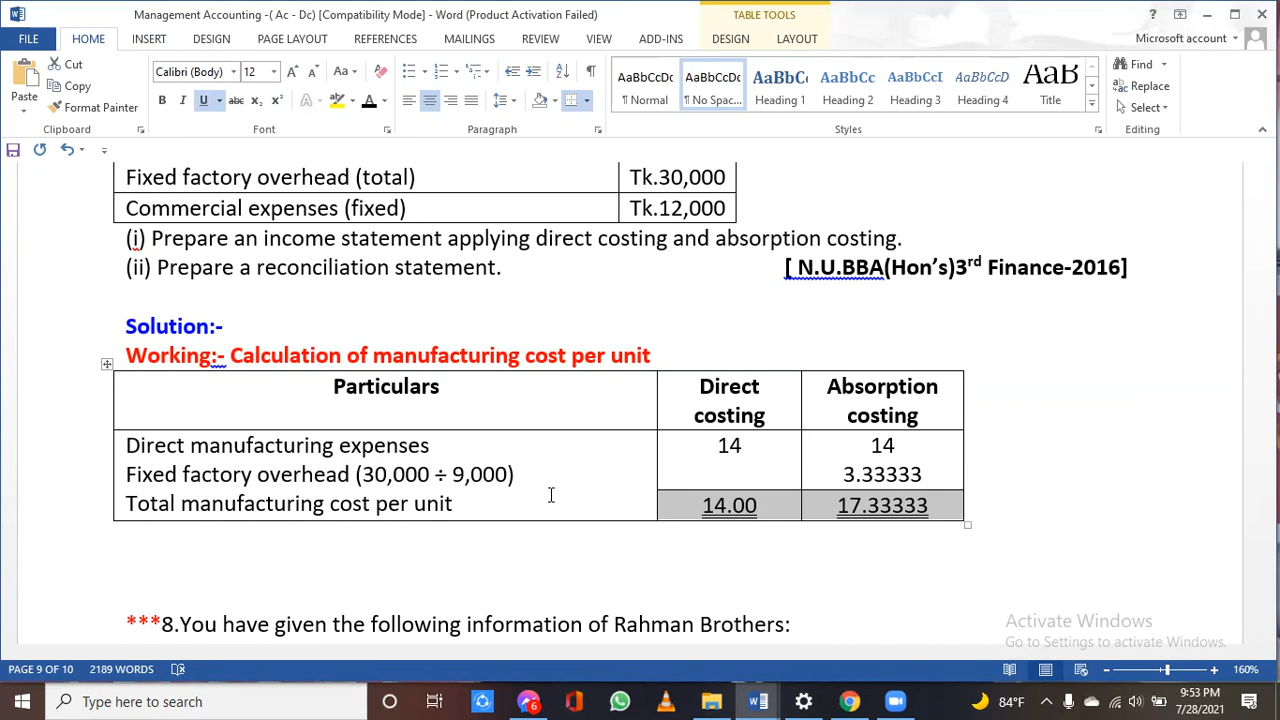 Management Accounting -( Ac - Dc) [Compatibility Mode] - Word (Product Activation Failed)
TABLE TOOLS
FILE HOME INSERT DESIGN PAGE LAYOUT REFERENCES MAILINGS REVIEW VIEW ADD-INS DESIGN LAYOUT
Microsoft account
Paste
Cut
Copy
Format Painter
Clipboard
Calibri (Body) 12
Font
Paragraph
AaBbCcDc AaBbCcDc AaBbC AaBbCcI AaBbCcI AaBbCcD AaB
¶ Normal ¶ No Spac... Heading 1 Heading 2 Heading 3 Heading 4 Title
Styles
Find
Replace
Select
Editing
Fixed factory overhead (total) Tk.30,000
Commercial expenses (fixed) Tk.12,000
(i) Prepare an income statement applying direct costing and absorption costing.
(ii) Prepare a reconciliation statement. [ N.U.BBA(Hon’s)3rd Finance-2016]
Solution:-
Working:- Calculation of manufacturing cost per unit
Particulars Direct costing Absorption costing
Direct manufacturing expenses 14 14
Fixed factory overhead (30,000 ÷ 9,000) 3.33333
Total manufacturing cost per unit 14.00 17.33333
***8.You have given the following information of Rahman Brothers:
Activate Windows
Go to Settings to activate Windows.
PAGE 9 OF 10 2189 WORDS 160%
Type here to search
6
84°F
9:53 PM
7/28/2021